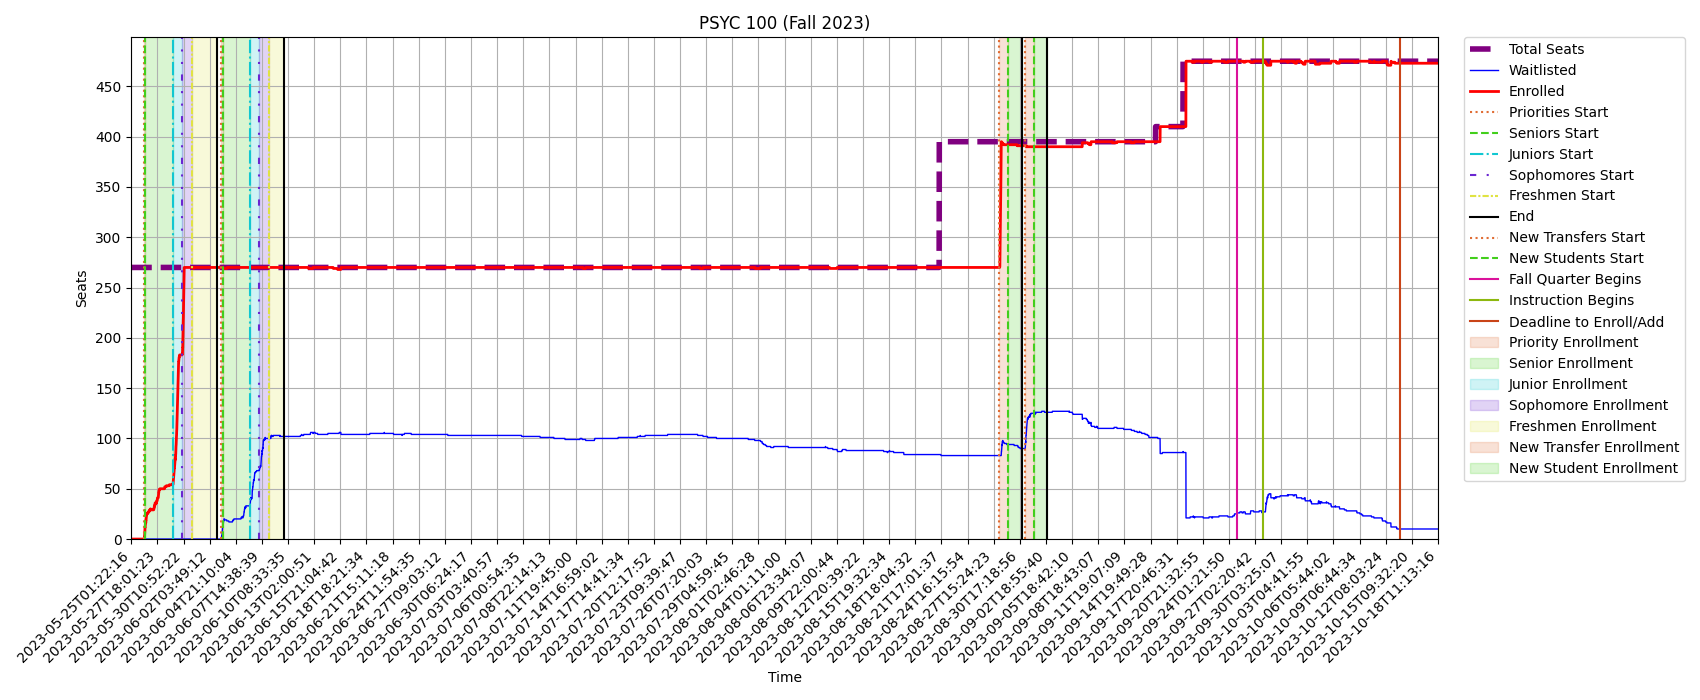 PSYC 100 (Fall 2023)
Seats
450
400
350
300
250
200
150
100
50
0
2023-05-25T01:22:16
2023-05-27T18:01:23
2023-05-30T10:52:22
2023-06-02T03:49:12
2023-06-04T21:10:04
2023-06-07T14:38:39
2023-06-10T08:33:35
2023-06-13T02:00:51
2023-06-15T21:04:42
2023-06-18T18:21:34
2023-06-21T15:11:18
2023-06-24T11:54:35
2023-06-27T09:03:12
2023-06-30T06:24:17
2023-07-03T03:40:57
2023-07-06T00:54:35
2023-07-08T22:14:13
2023-07-11T19:45:00
2023-07-14T16:59:02
2023-07-17T14:41:34
2023-07-20T12:17:52
2023-07-23T09:39:47
2023-07-26T07:20:03
2023-07-29T04:59:45
2023-08-01T02:46:28
2023-08-04T01:11:00
2023-08-06T23:34:07
2023-08-09T22:00:44
2023-08-12T20:39:22
2023-08-15T19:32:34
2023-08-18T18:04:32
2023-08-21T17:01:37
2023-08-24T16:15:54
2023-08-27T15:24:23
2023-08-30T17:18:56
2023-09-02T18:55:40
2023-09-05T18:42:10
2023-09-08T18:43:07
2023-09-11T19:07:09
2023-09-14T19:49:28
2023-09-17T20:46:31
2023-09-20T21:32:55
2023-09-24T01:21:50
2023-09-27T02:20:42
2023-09-30T03:25:07
2023-10-03T04:41:55
2023-10-06T05:44:02
2023-10-09T06:44:34
2023-10-12T08:03:24
2023-10-15T09:32:20
2023-10-18T11:13:16
Time
Total Seats
Waitlisted
Enrolled
Priorities Start
Seniors Start
Juniors Start
Sophomores Start
Freshmen Start
End
New Transfers Start
New Students Start
Fall Quarter Begins
Instruction Begins
Deadline to Enroll/Add
Priority Enrollment
Senior Enrollment
Junior Enrollment
Sophomore Enrollment
Freshmen Enrollment
New Transfer Enrollment
New Student Enrollment